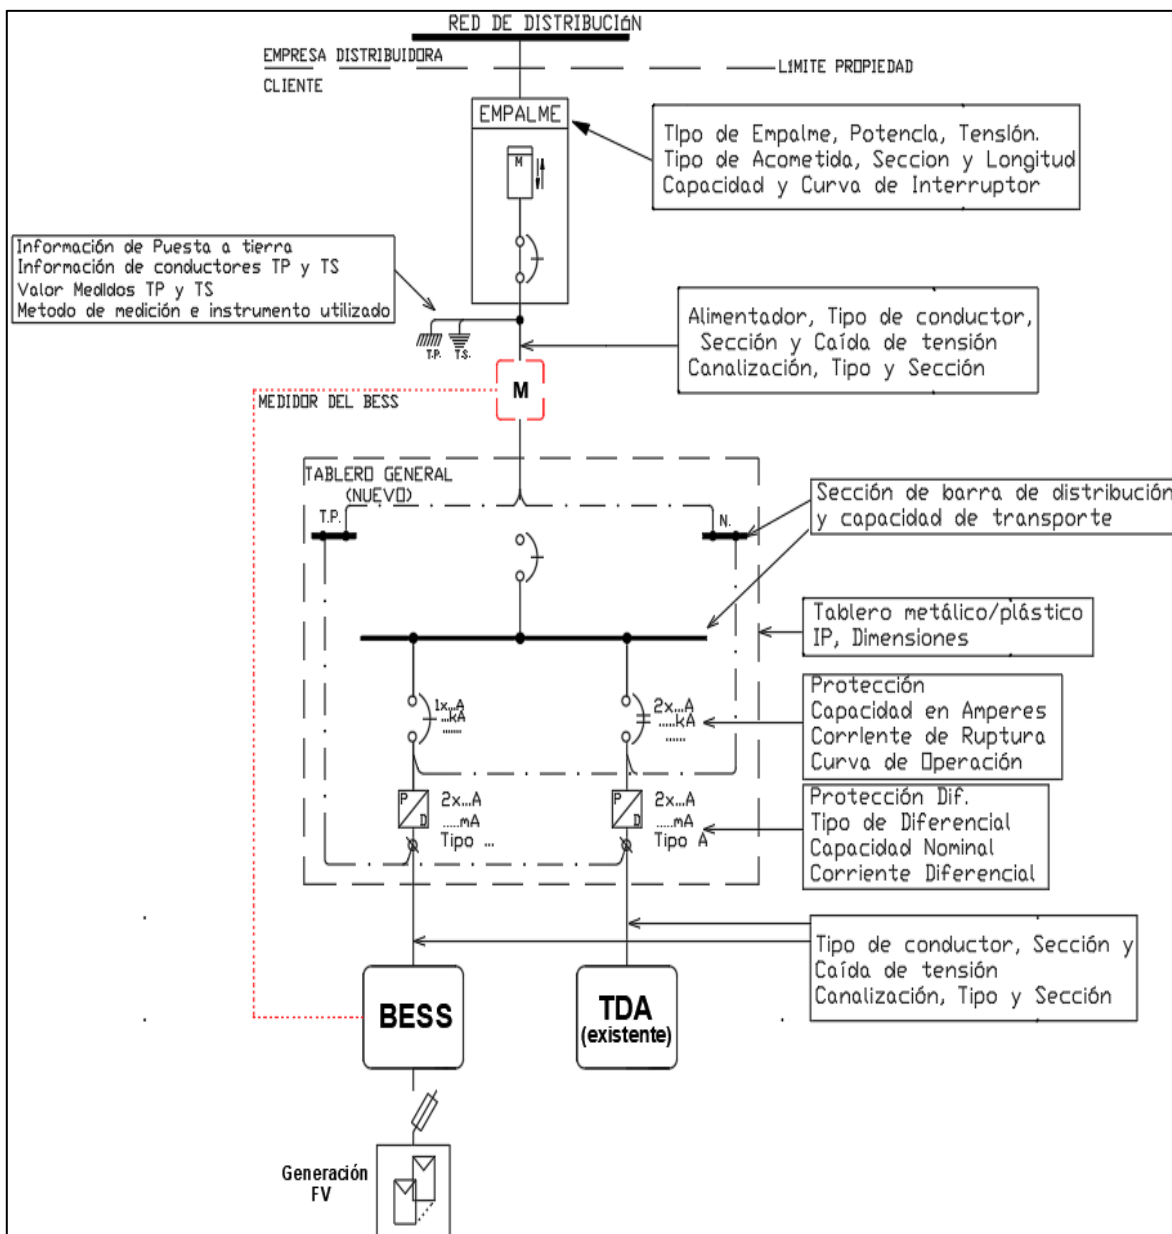 RED DE DISTRIBUCIóN
EMPRESA DISTRIBUIDORA
LíMITE PROPIEDAD
CLIENTE
EMPALME
M
Tipo de Empalme, Potencia, Tensión.
Tipo de Acometida, Seccion y Longitud
Capacidad y Curva de Interruptor
Información de Puesta a tierra
Información de conductores TP y TS
Valor Medidos TP y TS
Metodo de medición e instrumento utilizado
T.P.
T.S.
Alimentador, Tipo de conductor,
Sección y Caída de tensión
Canalización, Tipo y Sección
M
MEDIDOR DEL BESS
TABLERO GENERAL
(NUEVO)
T.P.
N.
Sección de barra de distribución
y capacidad de transporte
Tablero metálico/plástico
IP, Dimensiones
1x...A
...kA
.......
2x...A
.....kA
......
Protección
Capacidad en Amperes
Corriente de Ruptura
Curva de Operación
P
D
2x...A
.....mA
Tipo ...
P
D
2x...A
.....mA
Tipo A
Protección Dif.
Tipo de Diferencial
Capacidad Nominal
Corriente Diferencial
Tipo de conductor, Sección y
Caída de tensión
Canalización, Tipo y Sección
BESS
TDA
(existente)
Generación
FV